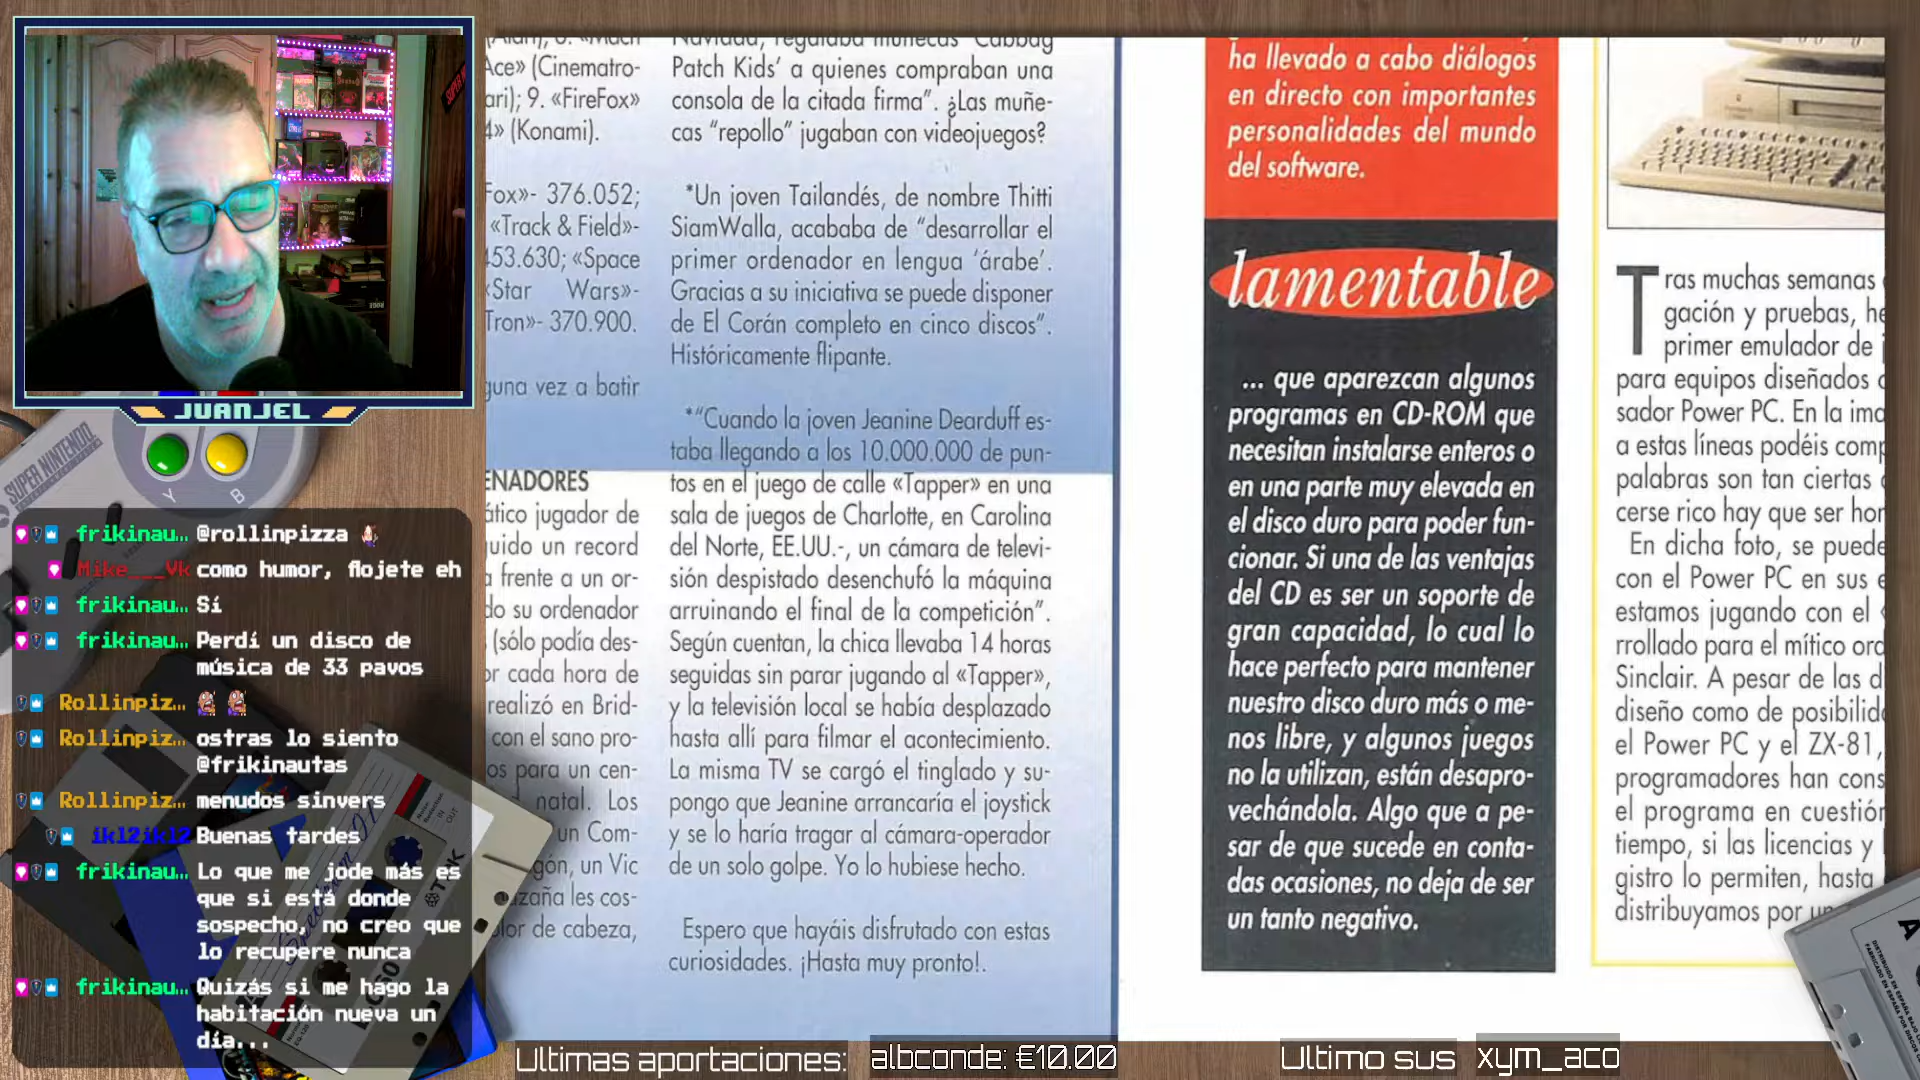 JUANJEL
SUPER NINTENDO
Y
B
frikinau... @rollinpizza
Mike___Vk como humor, flojete eh
frikinau... Sí
frikinau... Perdí un disco de
música de 33 pavos
Rollinpiz...
Rollinpiz... ostras lo siento
@frikinautas
Rollinpiz... menudos sinvers
ikl2ikl2 Buenas tardes
frikinau... Lo que me jode más es
que si está donde
sospecho, no creo que
lo recupere nunca
frikinau... Quizás si me hago la
habitación nueva un
día...
Ace» (Cinematro-
ari); 9. «FireFox»
4» (Konami).
Fox»- 376.052;
«Track & Field»-
453.630; «Space
«Star Wars»-
Tron»- 370.900.
guna vez a batir
ENADORES
ático jugador de
uido un record
a frente a un or-
do su ordenador
(sólo podía des-
or cada hora de
realizó en Brid-
con el sano pro-
os para un cen-
natal. Los
un Com-
gón, un Vic
azaña les cos-
olor de cabeza,
Navidad, regalaba muñecas 'Cabbag
Patch Kids' a quienes compraban una
consola de la citada firma”. ¿Las muñe-
cas “repollo” jugaban con videojuegos?
*Un joven Tailandés, de nombre Thitti
SiamWalla, acababa de “desarrollar el
primer ordenador en lengua ‘árabe’.
Gracias a su iniciativa se puede disponer
de El Corán completo en cinco discos”.
Históricamente flipante.
*“Cuando la joven Jeanine Dearduff es-
taba llegando a los 10.000.000 de pun-
tos en el juego de calle «Tapper» en una
sala de juegos de Charlotte, en Carolina
del Norte, EE.UU.-, un cámara de televi-
sión despistado desenchufó la máquina
arruinando el final de la competición”.
Según cuentan, la chica llevaba 14 horas
seguidas sin parar jugando al «Tapper»,
y la televisión local se había desplazado
hasta allí para filmar el acontecimiento.
La misma TV se cargó el tinglado y su-
pongo que Jeanine arrancaría el joystick
y se lo haría tragar al cámara-operador
de un solo golpe. Yo lo hubiese hecho.
Espero que hayáis disfrutado con estas
curiosidades. ¡Hasta muy pronto!.
ha llevado a cabo diálogos
en directo con importantes
personalidades del mundo
del software.
lamentable
... que aparezcan algunos
programas en CD-ROM que
necesitan instalarse enteros o
en una parte muy elevada en
el disco duro para poder fun-
cionar. Si una de las ventajas
del CD es ser un soporte de
gran capacidad, lo cual lo
hace perfecto para mantener
nuestro disco duro más o me-
nos libre, y algunos juegos
no la utilizan, están desapro-
vechándola. Algo que a pe-
sar de que sucede en conta-
das ocasiones, no deja de ser
un tanto negativo.
Tras muchas semanas
gación y pruebas, he
primer emulador de
para equipos diseñados
sador Power PC. En la ima
a estas líneas podéis comp
palabras son tan ciertas
cerse rico hay que ser hon
En dicha foto, se puede
con el Power PC en sus
estamos jugando con el
rrollado para el mítico ord
Sinclair. A pesar de las d
diseño como de posibilid
el Power PC y el ZX-81,
programadores han cons
el programa en cuestión
tiempo, si las licencias y
gistro lo permiten, hasta
distribuyamos por
Ultimas aportaciones: albconde: €10.00
Ultimo sus xym_aco